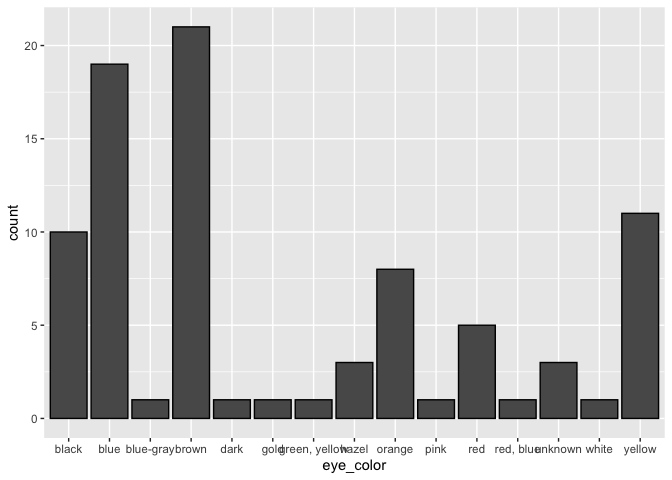 20
15
10
5
0
count
black blue blue-gray brown dark gold green, yellow hazel orange pink red red, blue unknown white yellow
eye_color